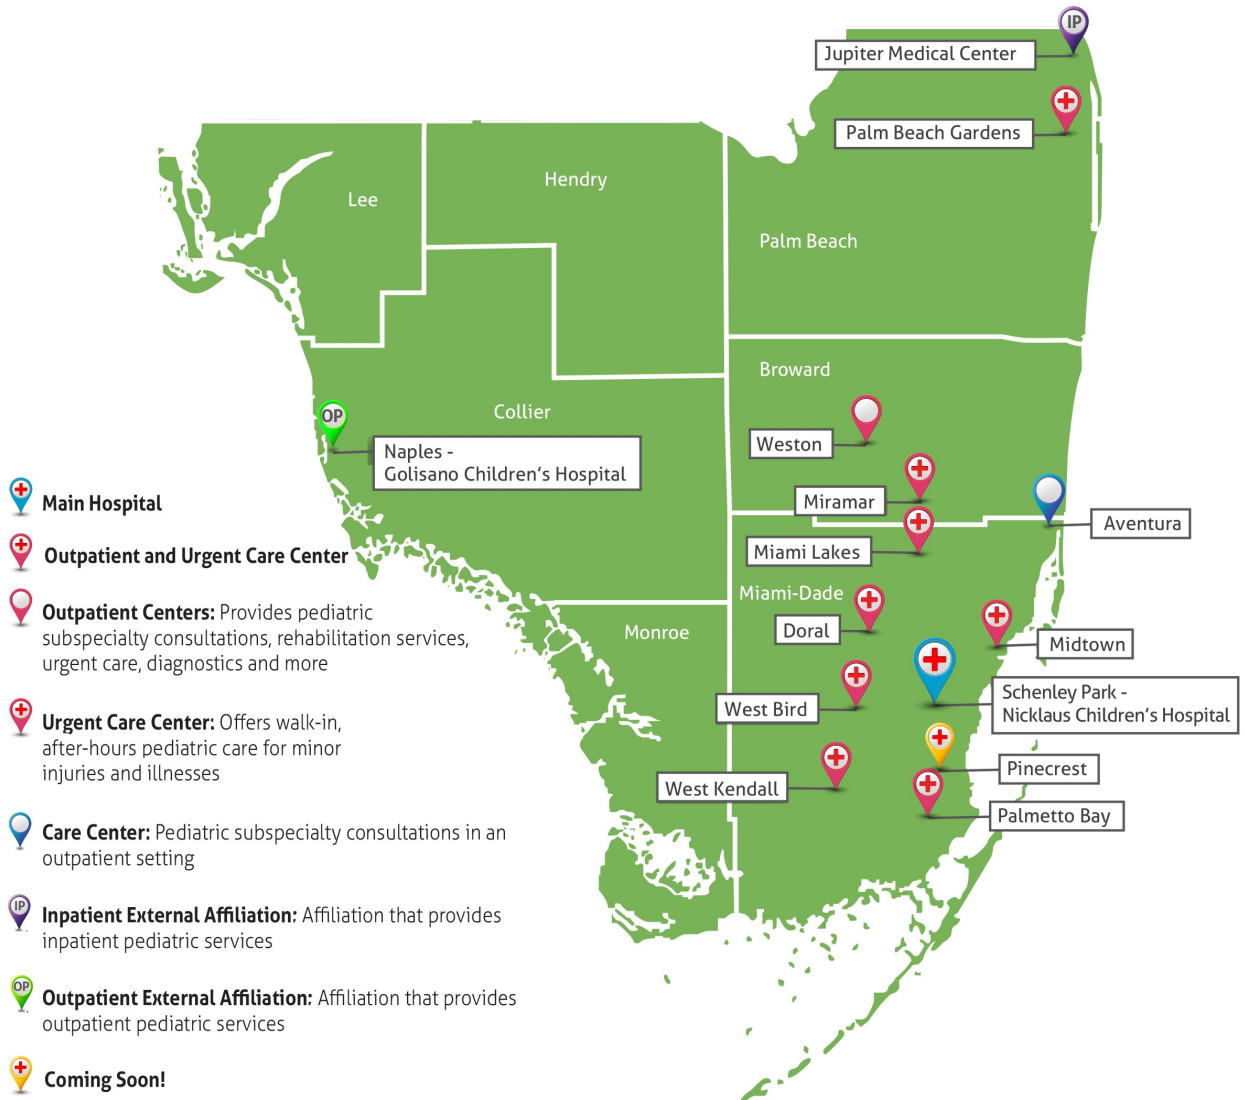 IP
Jupiter Medical Center
Palm Beach Gardens
Hendry
Lee
Palm Beach
Broward
Collier
OP
Naples -
Golisano Children's Hospital
Weston
Miramar
Aventura
Miami Lakes
Miami-Dade
Doral
Monroe
Midtown
Schenley Park -
Nicklaus Children's Hospital
West Bird
Pinecrest
West Kendall
Palmetto Bay
Main Hospital
Outpatient and Urgent Care Center
Outpatient Centers: Provides pediatric
subspecialty consultations, rehabilitation services,
urgent care, diagnostics and more
Urgent Care Center: Offers walk-in,
after-hours pediatric care for minor
injuries and illnesses
Care Center: Pediatric subspecialty consultations in an
outpatient setting
IP
Inpatient External Affiliation: Affiliation that provides
inpatient pediatric services
OP
Outpatient External Affiliation: Affiliation that provides
outpatient pediatric services
Coming Soon!